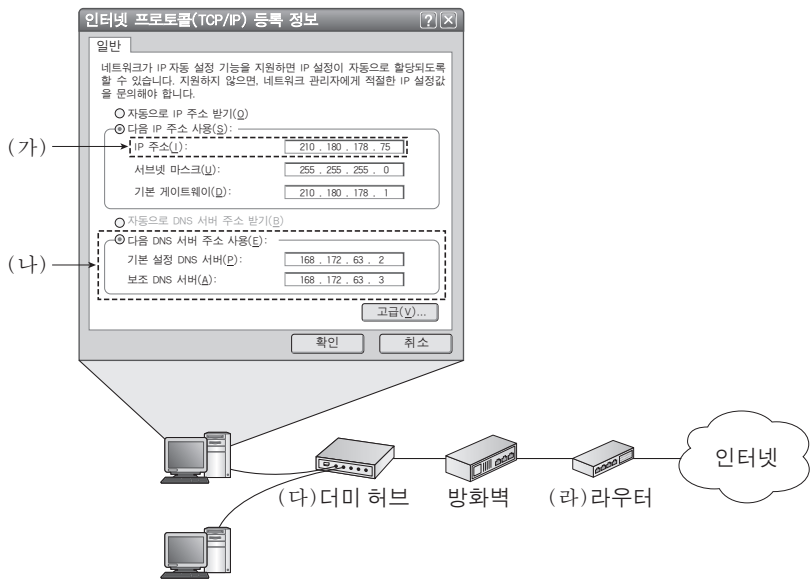 인터넷 프로토콜(TCP/IP) 등록 정보
일반
네트워크가 IP 자동 설정 기능을 지원하면 IP 설정이 자동으로 할당되도록
할 수 있습니다. 지원하지 않으면, 네트워크 관리자에게 적절한 IP 설정값
을 문의해야 합니다.
자동으로 IP 주소 받기(O)
다음 IP 주소 사용(S):
(가)
IP 주소(I): 210 . 180 . 178 . 75
서브넷 마스크(U): 255 . 255 . 255 . 0
기본 게이트웨이(D): 210 . 180 . 178 . 1
자동으로 DNS 서버 주소 받기(B)
(나)
다음 DNS 서버 주소 사용(E):
기본 설정 DNS 서버(P): 168 . 172 . 63 . 2
보조 DNS 서버(A): 168 . 172 . 63 . 3
고급(V)...
확인 취소
인터넷
(다)더미 허브 방화벽 (라)라우터